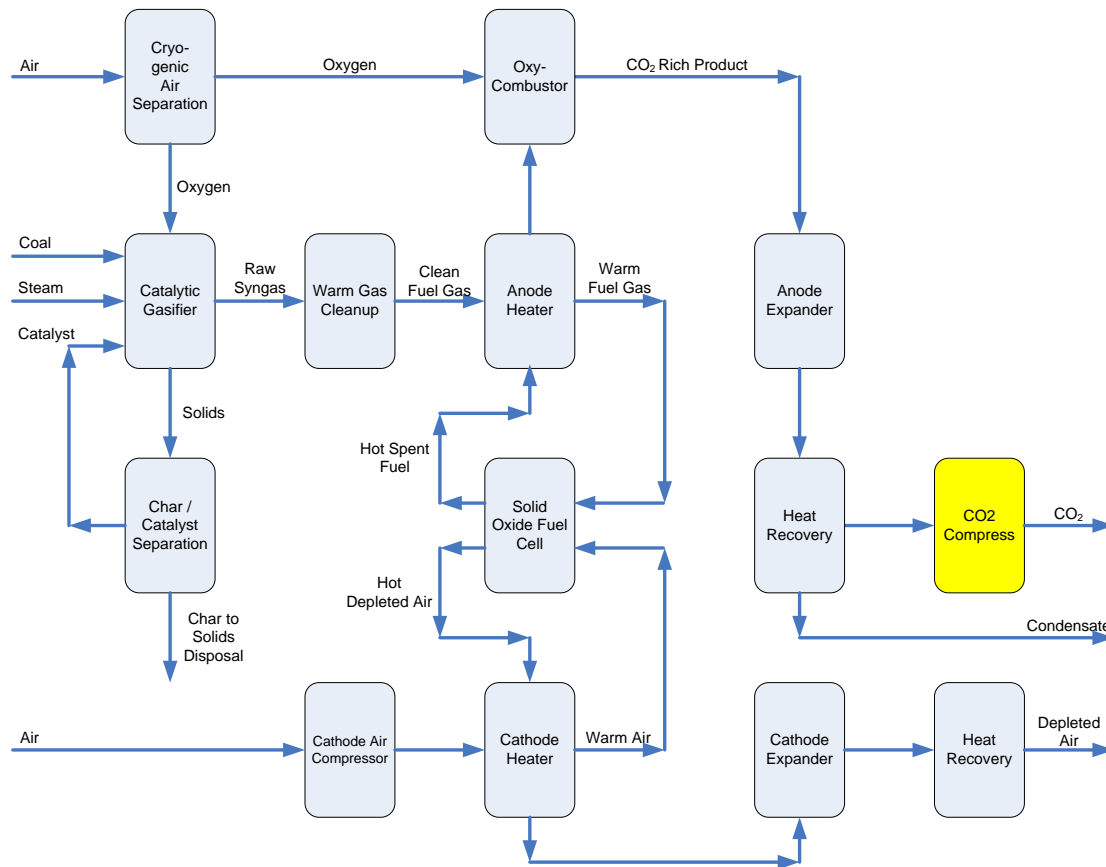 Air
Cryo-
genic
Air
Separation
Oxygen
Oxy-
Combustor
CO₂ Rich Product
Oxygen
Coal
Steam
Catalyst
Catalytic
Gasifier
Raw
Syngas
Warm Gas
Cleanup
Clean
Fuel Gas
Anode
Heater
Warm
Fuel Gas
Anode
Expander
Solids
Hot Spent
Fuel
Char /
Catalyst
Separation
Solid
Oxide Fuel
Cell
Heat
Recovery
CO2
Compress
CO₂
Hot
Depleted Air
Condensate
Char to
Solids
Disposal
Air
Cathode Air
Compressor
Cathode
Heater
Warm Air
Cathode
Expander
Heat
Recovery
Depleted
Air